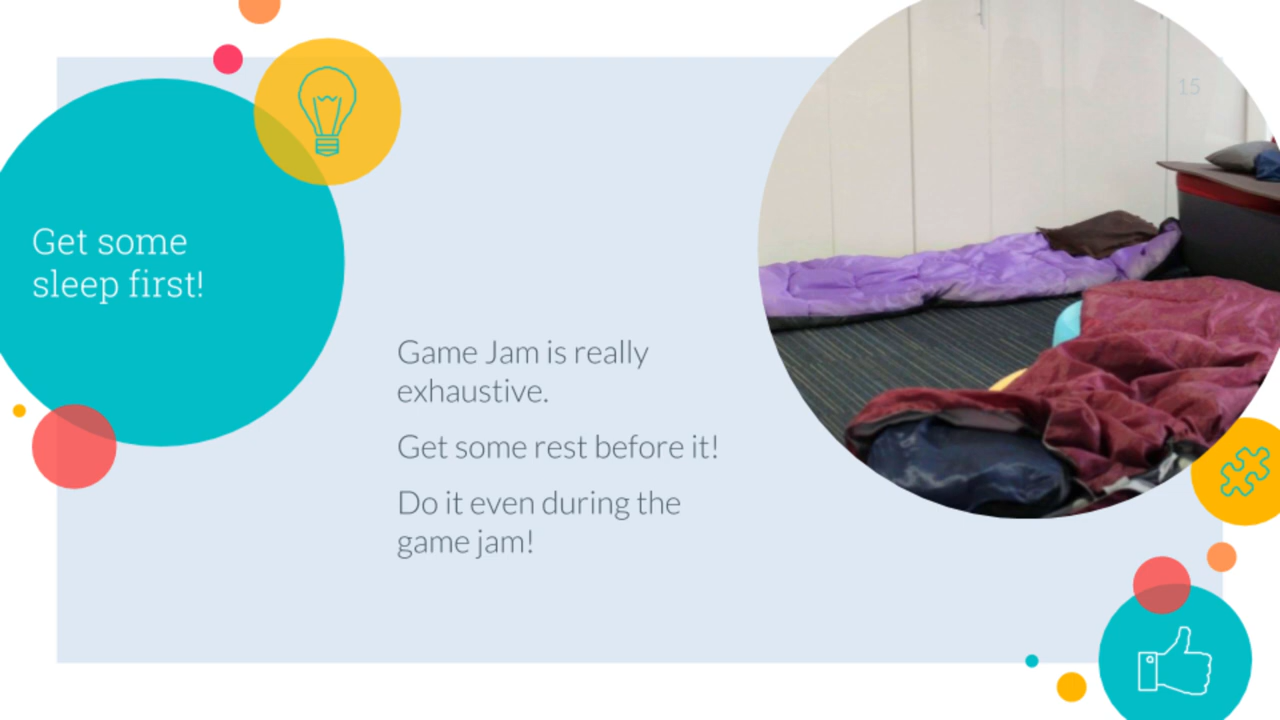 15
Get some
sleep first!
Game Jam is really
exhaustive.
Get some rest before it!
Do it even during the
game jam!